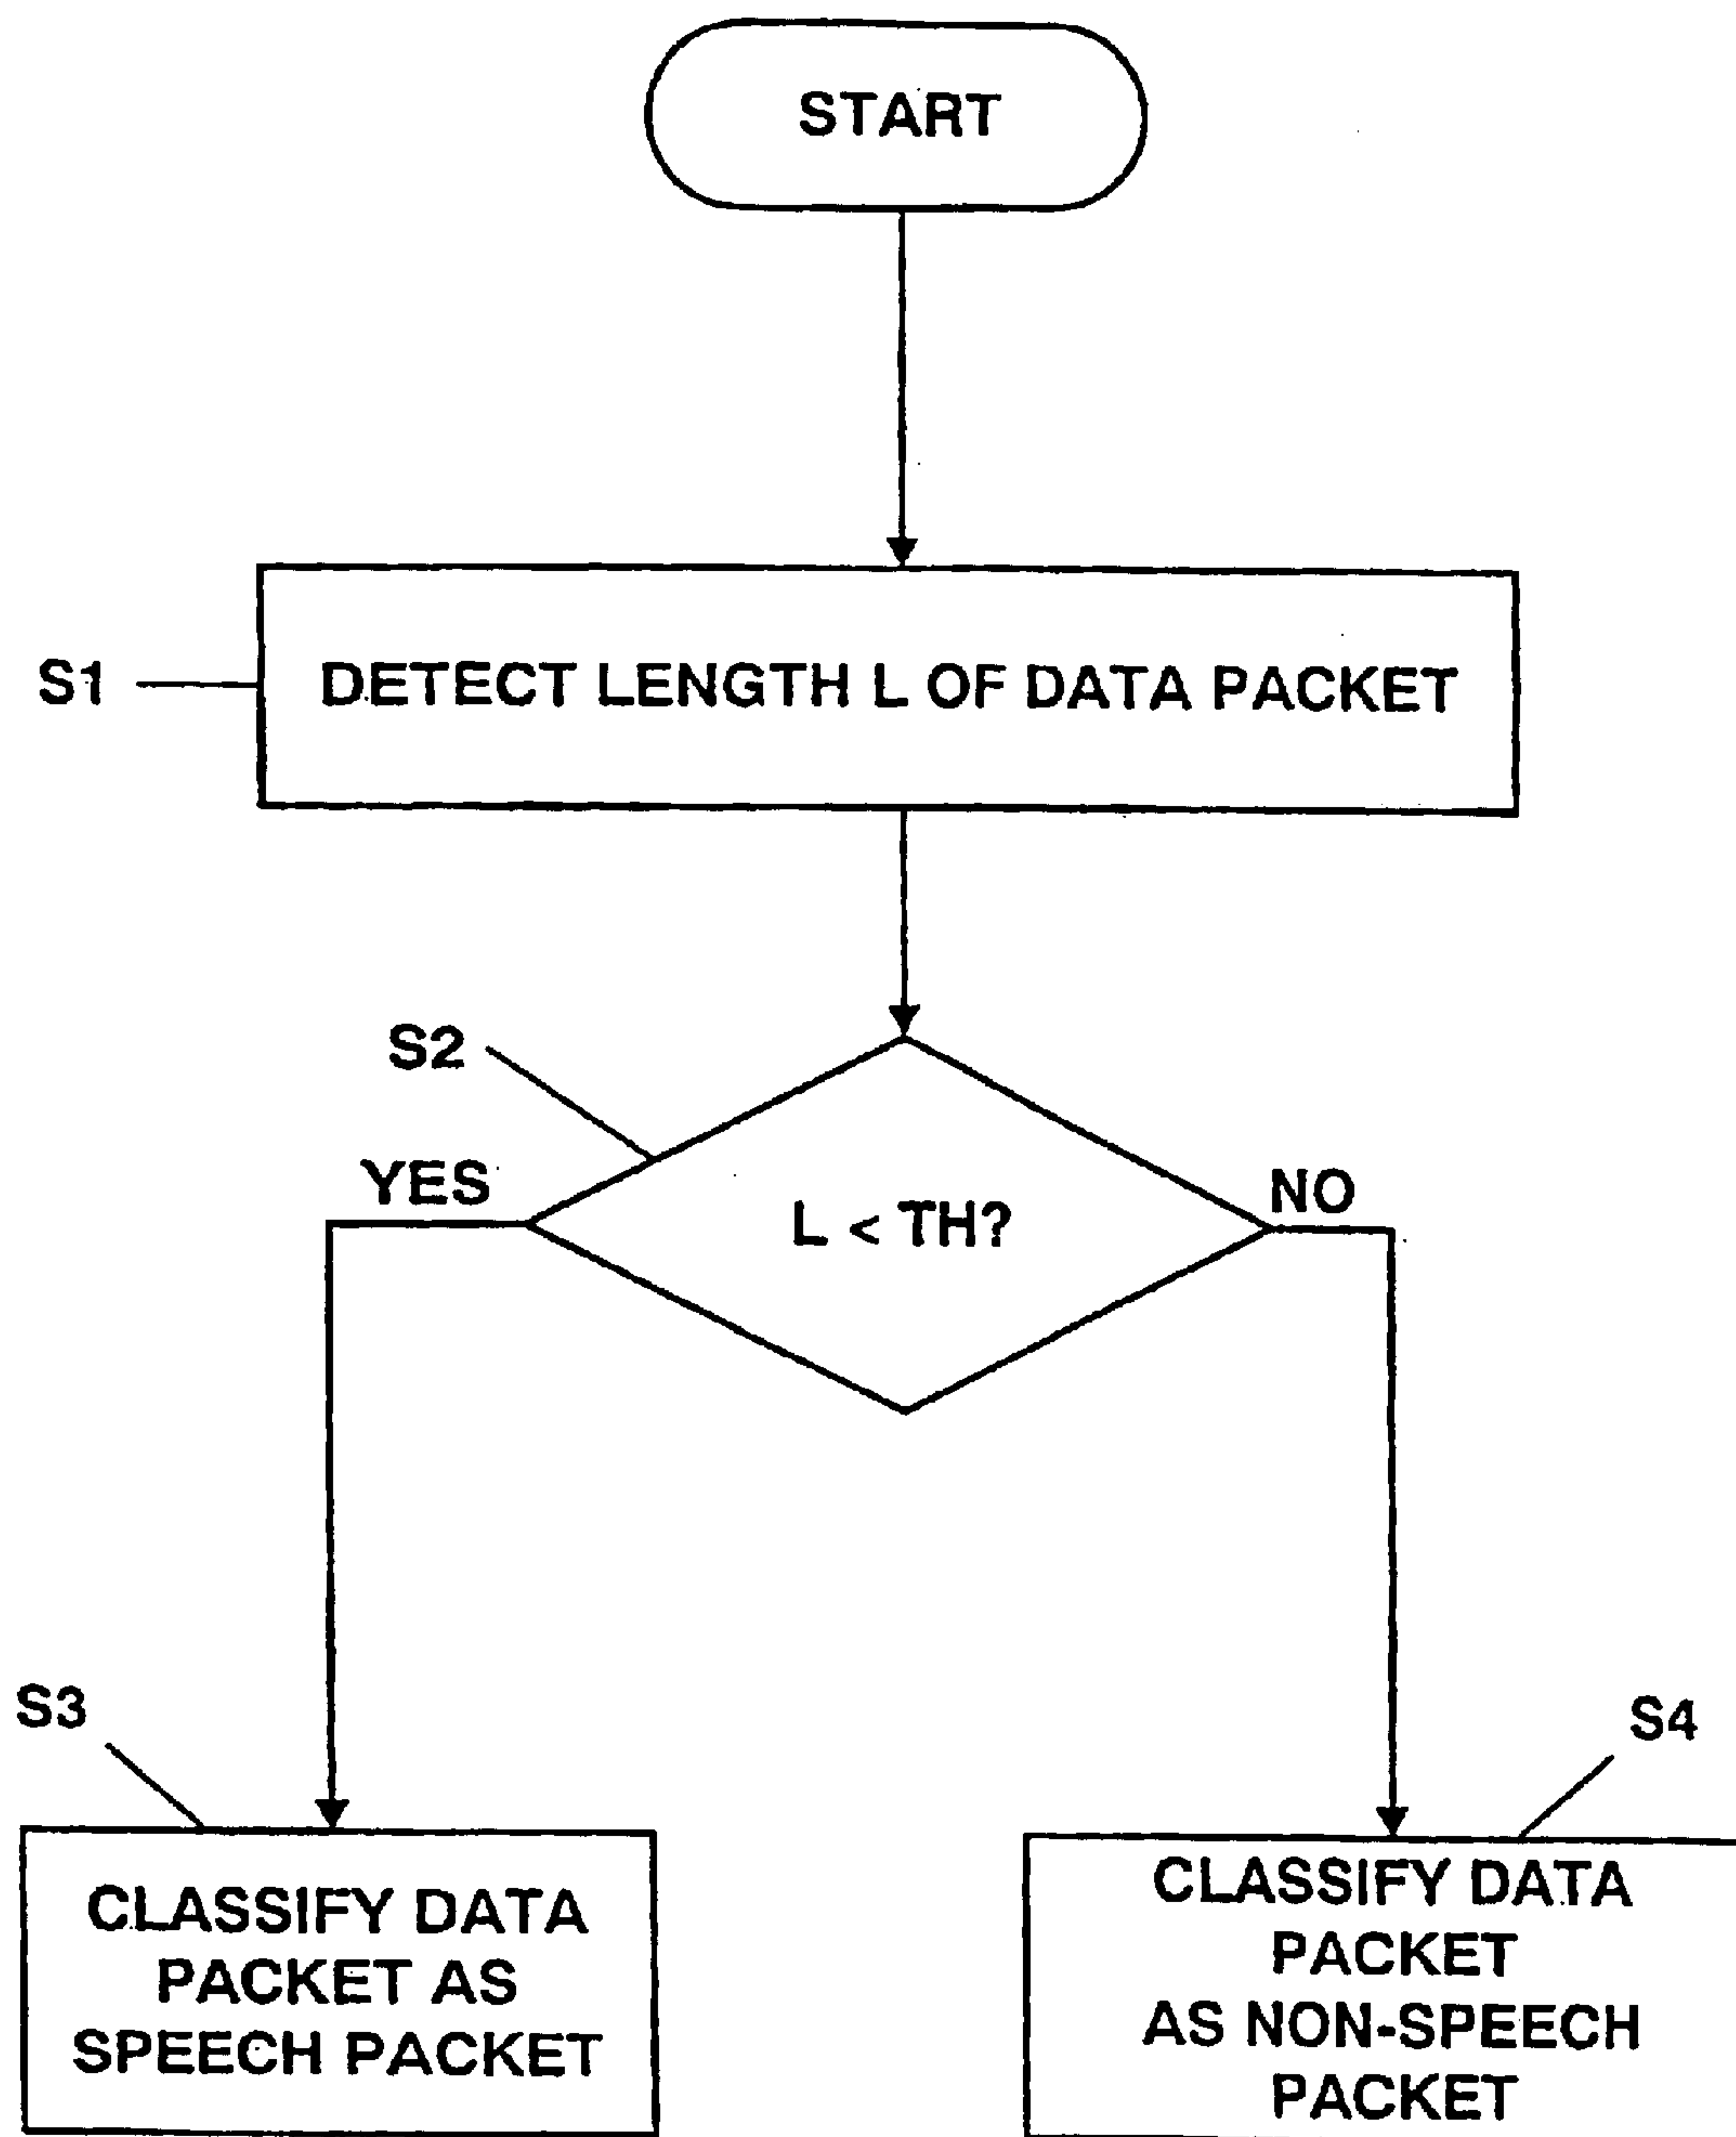 START
S1
DETECT LENGTH L OF DATA PACKET
S2
YES
NO
L < TH?
S3
S4
CLASSIFY DATA
PACKET AS
SPEECH PACKET
CLASSIFY DATA
PACKET
AS NON-SPEECH
PACKET